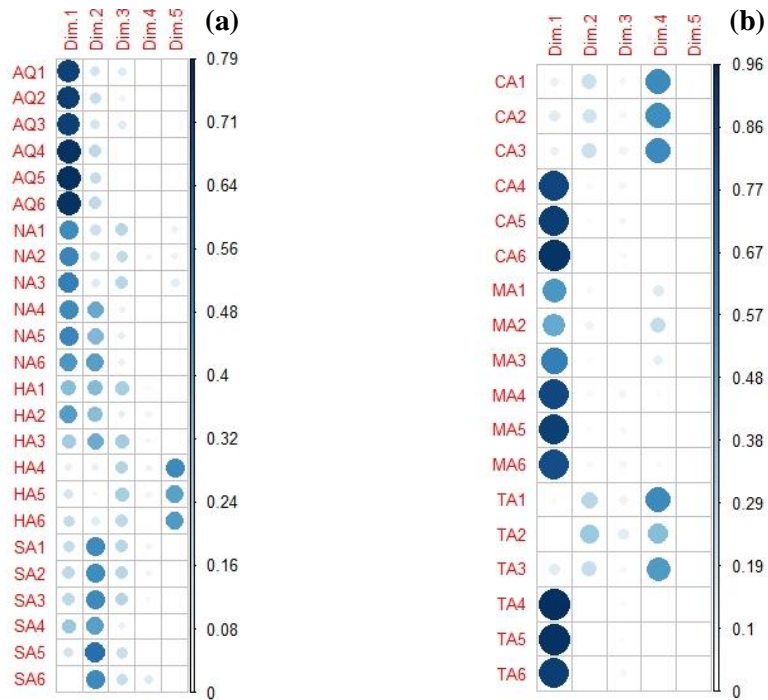 (a)
Dim.1 Dim.2 Dim.3 Dim.4 Dim.5
AQ1
AQ2
AQ3
AQ4
AQ5
AQ6
NA1
NA2
NA3
NA4
NA5
NA6
HA1
HA2
HA3
HA4
HA5
HA6
SA1
SA2
SA3
SA4
SA5
SA6
0.79
0.71
0.64
0.56
0.48
0.4
0.32
0.24
0.16
0.08
0
(b)
Dim.1 Dim.2 Dim.3 Dim.4 Dim.5
CA1
CA2
CA3
CA4
CA5
CA6
MA1
MA2
MA3
MA4
MA5
MA6
TA1
TA2
TA3
TA4
TA5
TA6
0.96
0.86
0.77
0.67
0.57
0.48
0.38
0.29
0.19
0.1
0